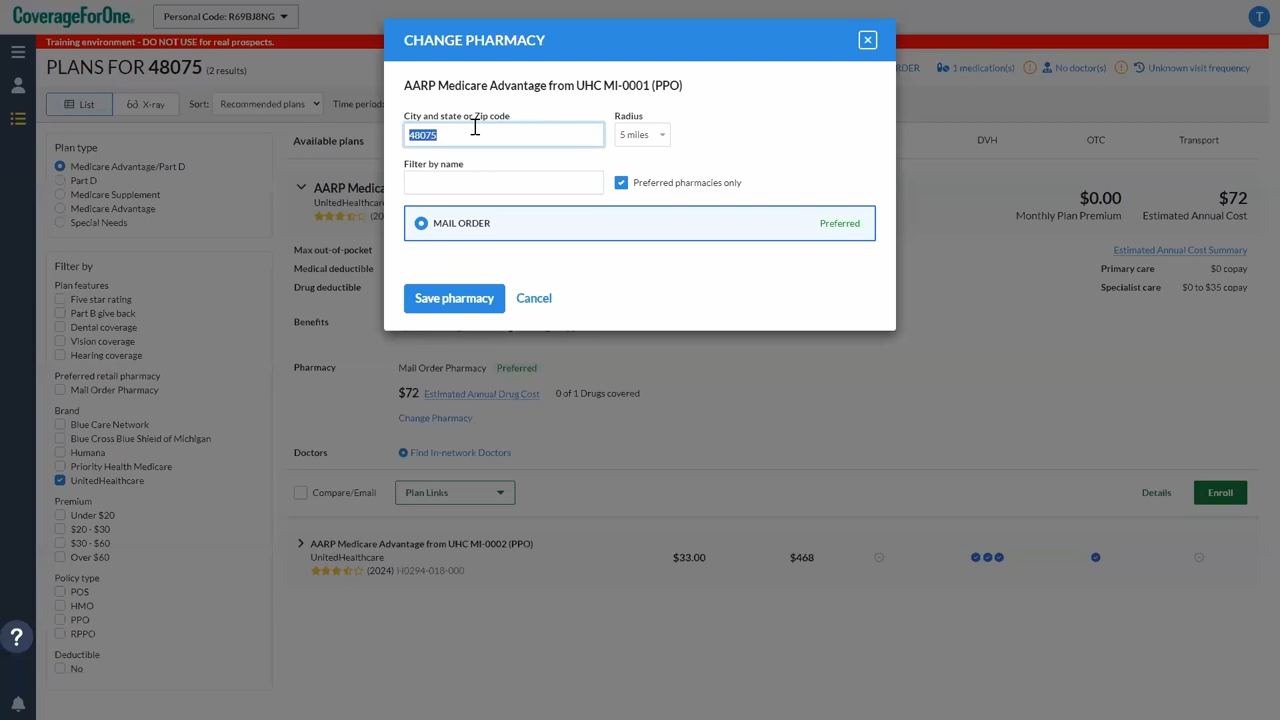 CoverageForOne.
Personal Code: R69BJ8NG
T
Training environment - DO NOT USE for real prospects.
PLANS FOR 48075 (2 results)
ORDER
1 medication(s)
No doctor(s)
Unknown visit frequency
List
X-ray
Sort:
Recommended plans
Time period:
Plan type
Medicare Advantage/Part D
Part D
Medicare Supplement
Medicare Advantage
Special Needs
Filter by
Plan features
Five star rating
Part B give back
Dental coverage
Vision coverage
Hearing coverage
Preferred retail pharmacy
Mail Order Pharmacy
Brand
Blue Care Network
Blue Cross Blue Shield of Michigan
Humana
Priority Health Medicare
UnitedHealthcare
Premium
Under $20
$20 - $30
$30 - $60
Over $60
Policy type
POS
HMO
PPO
RPPO
Deductible
No
?
CHANGE PHARMACY
AARP Medicare Advantage from UHC MI-0001 (PPO)
City and state or Zip code
Radius
48075
5 miles
Filter by name
Preferred pharmacies only
MAIL ORDER
Preferred
Save pharmacy
Cancel
Available plans
DVH
OTC
Transport
AARP Medica
UnitedHealthcare
(20
$0.00
Monthly Plan Premium
$72
Estimated Annual Cost
Max out-of-pocket
Estimated Annual Cost Summary
Medical deductible
Primary care
$0 copay
Drug deductible
Specialist care
$0 to $35 copay
Benefits
Pharmacy
Mail Order Pharmacy
Preferred
$72
Estimated Annual Drug Cost
0 of 1 Drugs covered
Change Pharmacy
Doctors
Find In-network Doctors
Compare/Email
Plan Links
Details
Enroll
AARP Medicare Advantage from UHC MI-0002 (PPO)
UnitedHealthcare
(2024) H0294-018-000
$33.00
$468